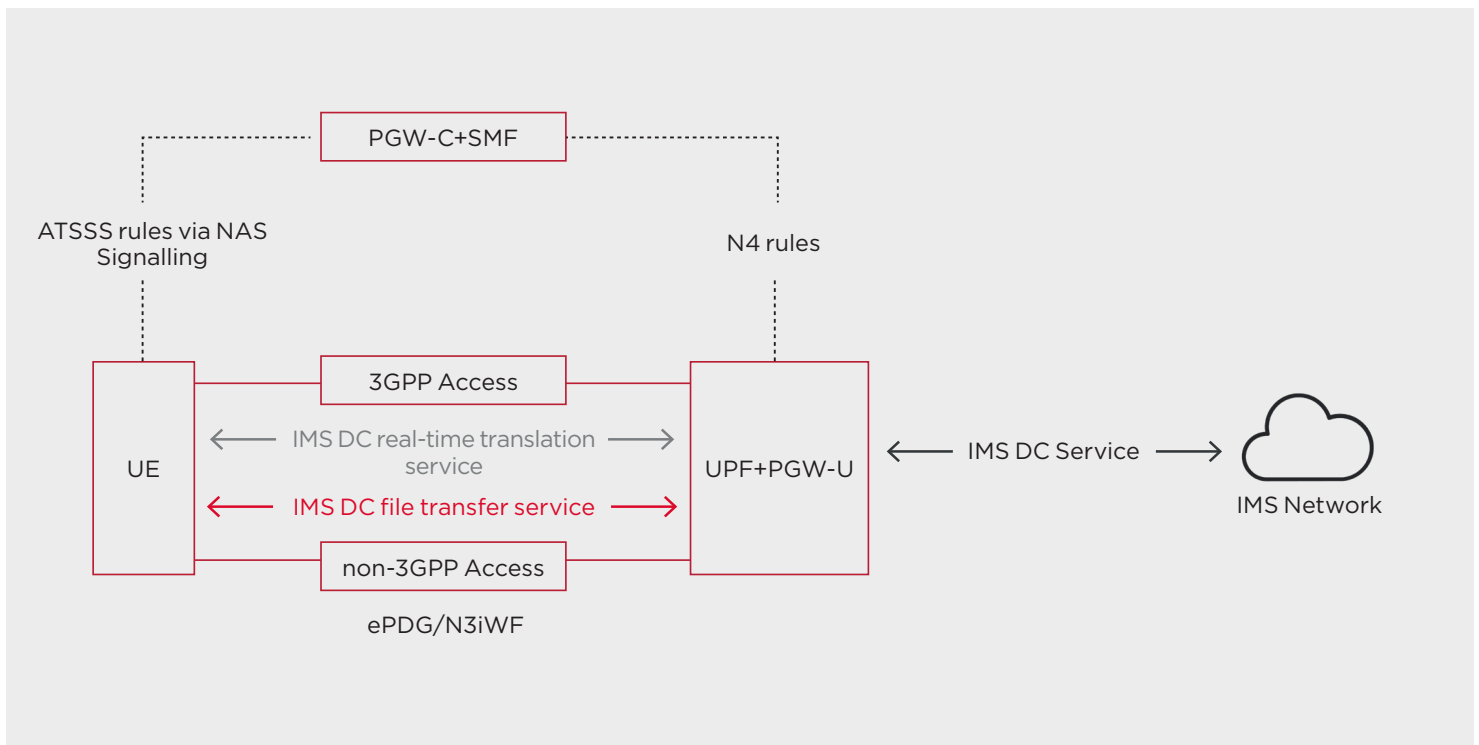 PGW-C+SMF
ATSSS rules via NAS
Signalling
N4 rules
3GPP Access
IMS DC real-time translation
service
UE
UPF+PGW-U
IMS DC Service
IMS DC file transfer service
IMS Network
non-3GPP Access
ePDG/N3iWF